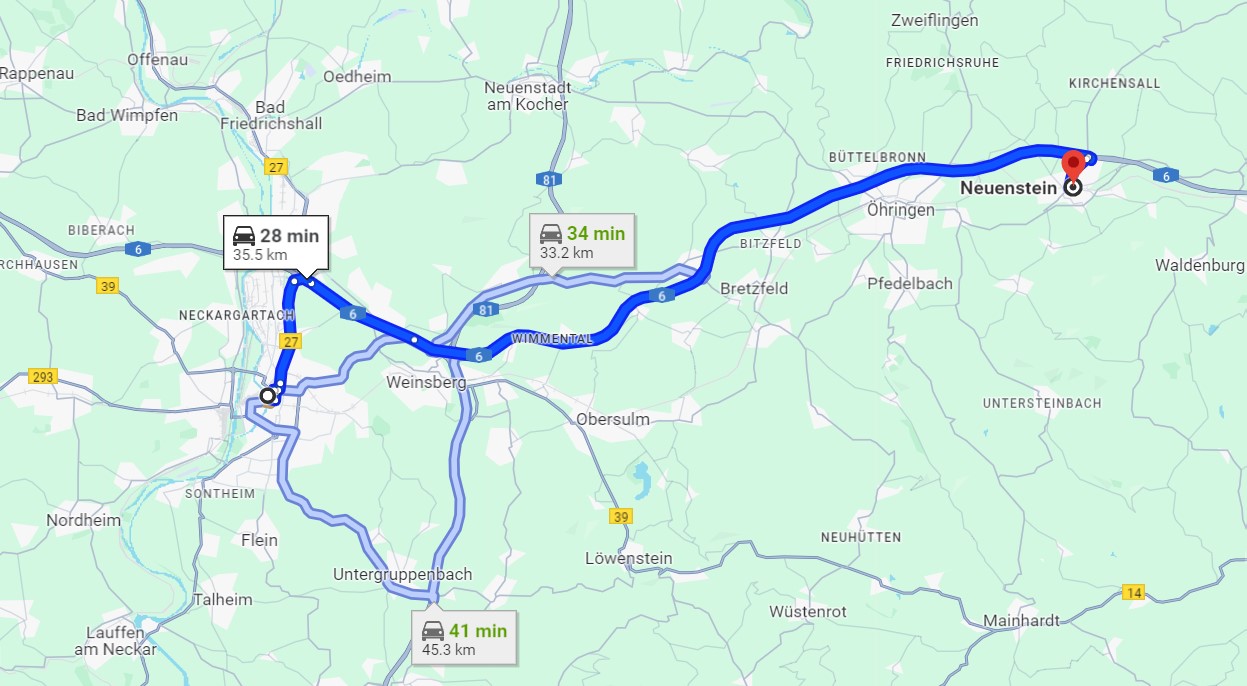 Zweiflingen
Offenau
FRIEDRICHSRUHE
Rappenau
Oedheim
KIRCHENSALL
Neuenstadt
am Kocher
Bad Wimpfen
Bad
Friedrichshall
27
BÜTTELBRONN
81
6
Neuenstein
Öhringen
28 min
35.5 km
34 min
33.2 km
BIBERACH
6
BITZFELD
RCHHAUSEN
Waldenburg
39
Bretzfeld
Pfedelbach
6
NECKARGARTACH
6
81
27
WIMMENTAL
6
293
Weinsberg
UNTERSTEINBACH
Obersulm
SONTHEIM
Nordheim
39
Flein
NEUHÜTTEN
Löwenstein
Untergruppenbach
14
Talheim
Wüstenrot
Mainhardt
Lauffen
am Neckar
41 min
45.3 km